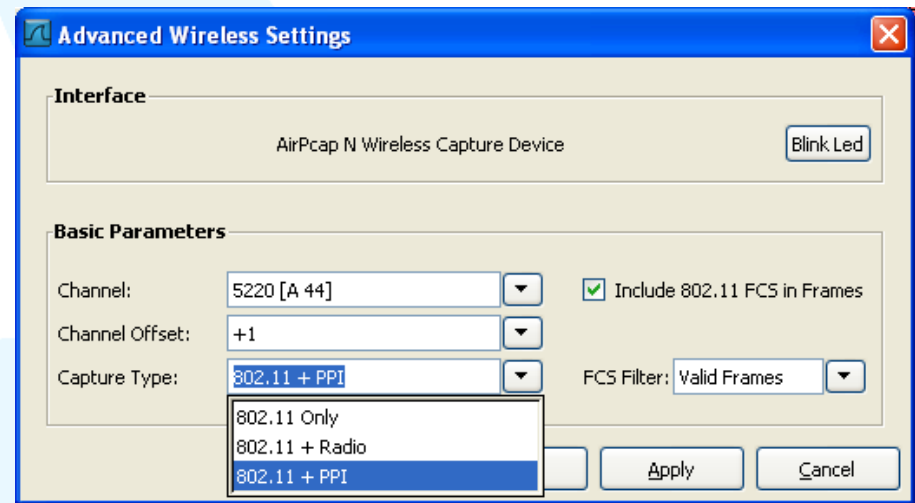 Advanced Wireless Settings
Interface
AirPcap N Wireless Capture Device
Blink Led
Basic Parameters
Channel:
5220 [A 44]
Include 802.11 FCS in Frames
Channel Offset:
+1
Capture Type:
802.11 + PPI
FCS Filter:
Valid Frames
802.11 Only
802.11 + Radio
802.11 + PPI
Apply
Cancel